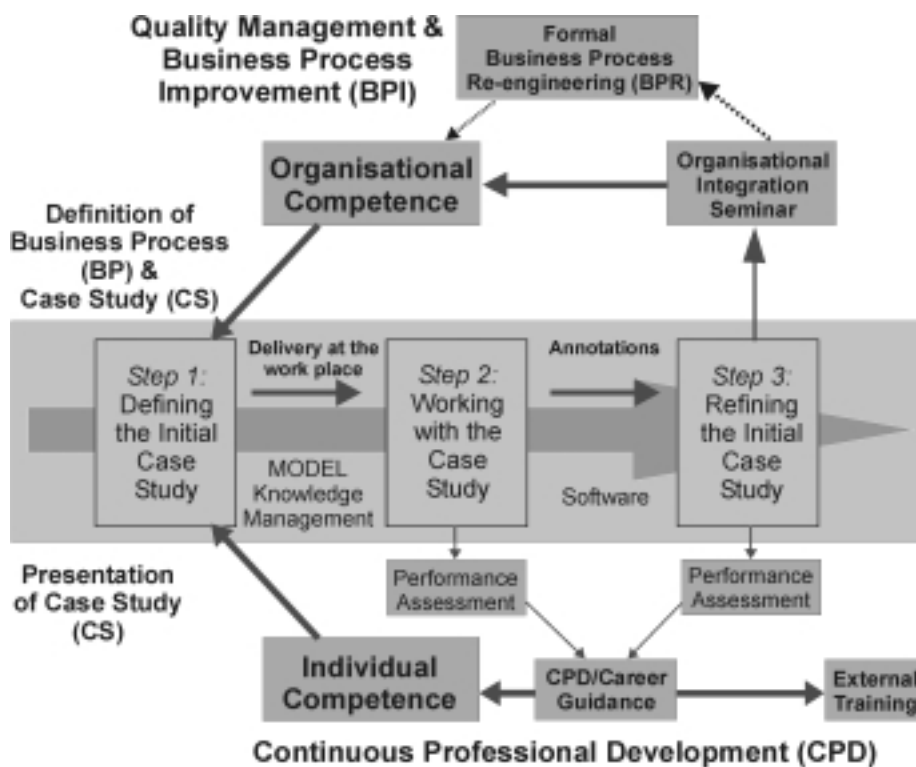 Quality Management &
Business Process
Improvement (BPI)
Formal
Business Process
Re-engineering (BPR)
Organisational
Competence
Organisational
Integration
Seminar
Definition of
Business Process
(BP) &
Case Study (CS)
Step 1:
Defining
the Initial
Case
Study
Delivery at the
work place
MODEL
Knowledge
Management
Step 2:
Working
with the
Case
Study
Annotations
Software
Step 3:
Refining
the Initial
Case
Study
Presentation
of Case Study
(CS)
Performance
Assessment
Performance
Assessment
Individual
Competence
CPD/Career
Guidance
External
Training
Continuous Professional Development (CPD)